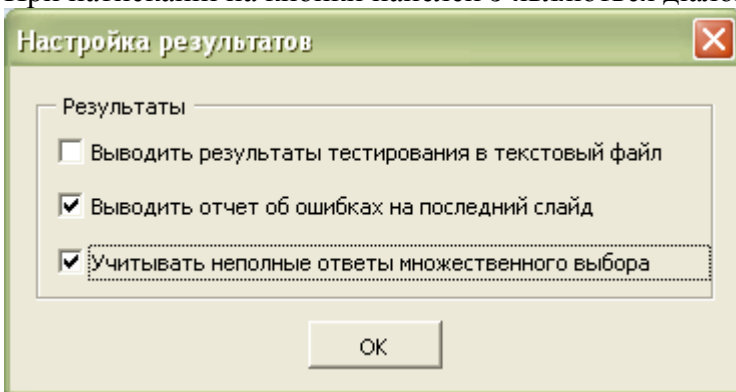 Настройка результатов
Результаты
Выводить результаты тестирования в текстовый файл
Выводить отчет об ошибках на последний слайд
Учитывать неполные ответы множественного выбора
ОК